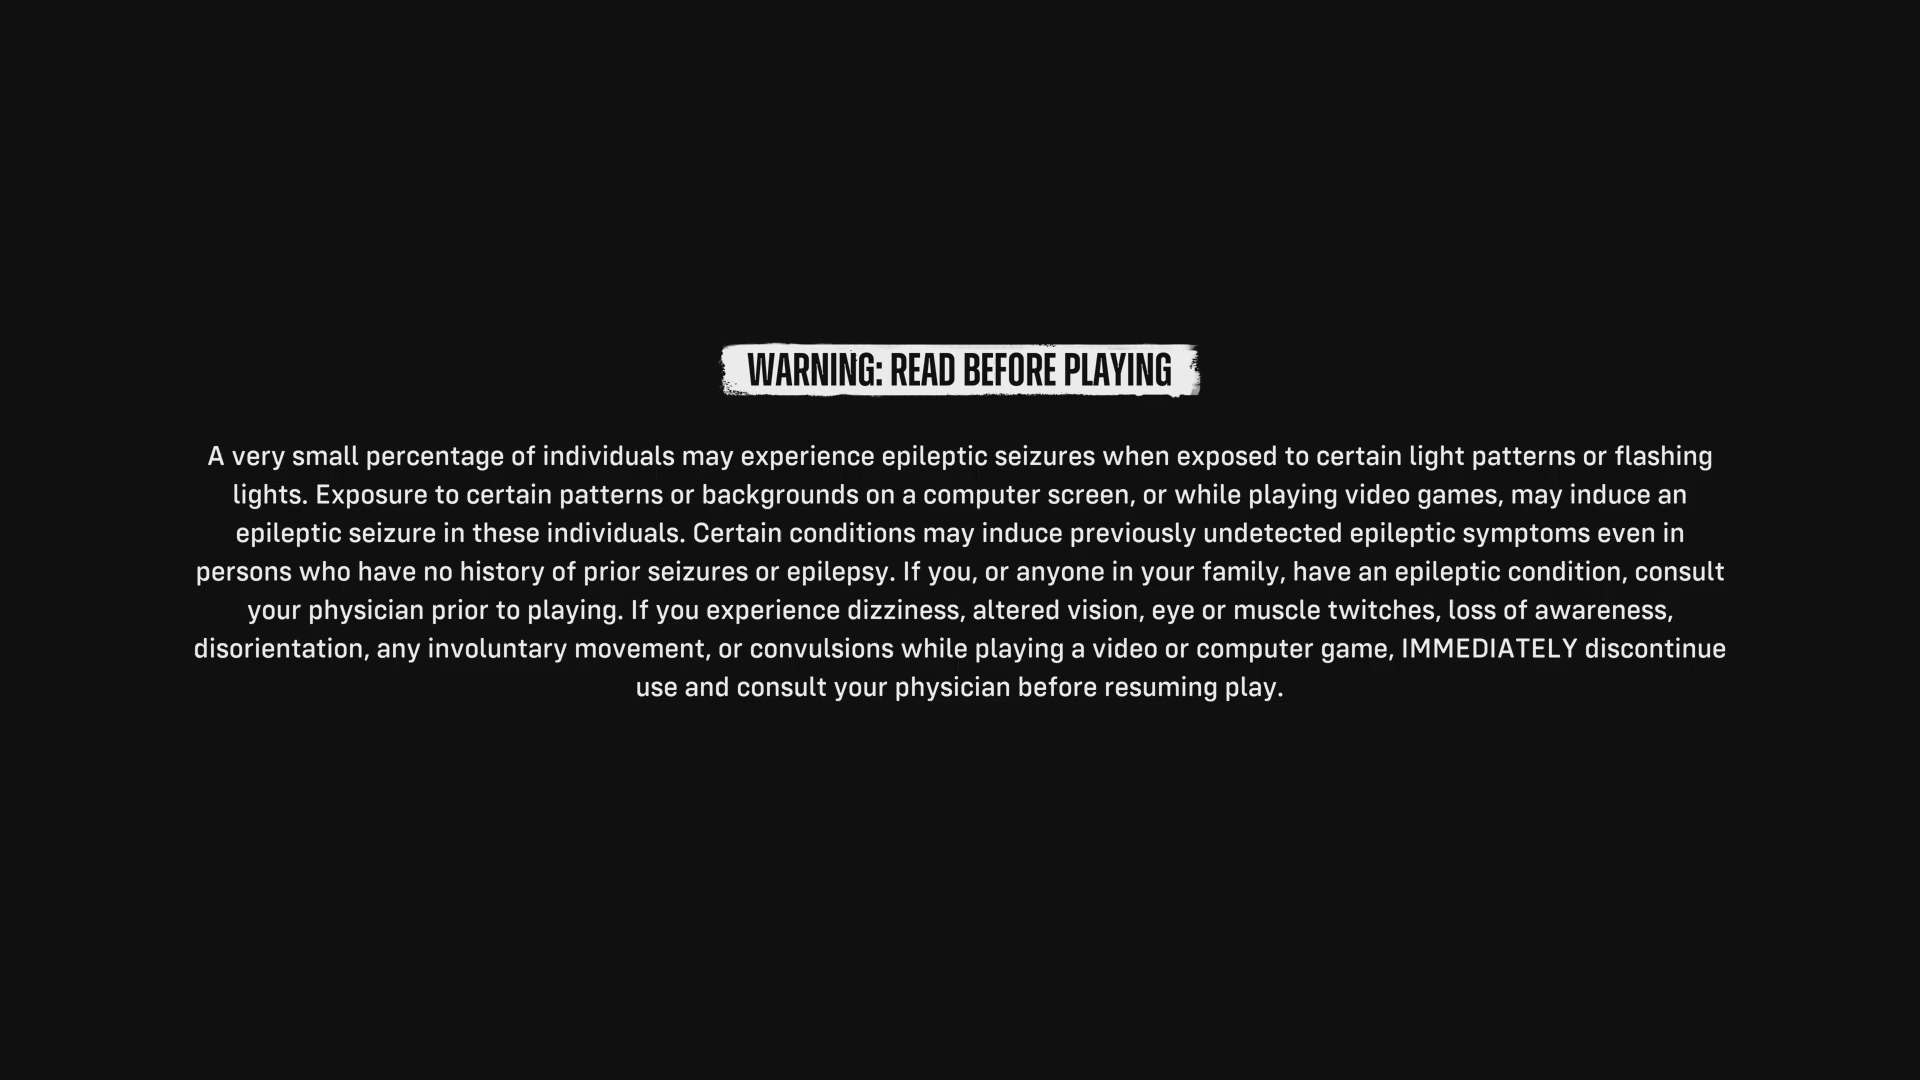 WARNING: READ BEFORE PLAYING
A very small percentage of individuals may experience epileptic seizures when exposed to certain light patterns or flashing
lights. Exposure to certain patterns or backgrounds on a computer screen, or while playing video games, may induce an
epileptic seizure in these individuals. Certain conditions may induce previously undetected epileptic symptoms even in
persons who have no history of prior seizures or epilepsy. If you, or anyone in your family, have an epileptic condition, consult
your physician prior to playing. If you experience dizziness, altered vision, eye or muscle twitches, loss of awareness,
disorientation, any involuntary movement, or convulsions while playing a video or computer game, IMMEDIATELY discontinue
use and consult your physician before resuming play.